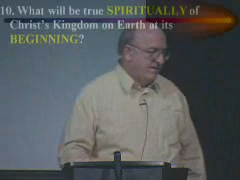 10. What will be true SPIRITUALLY of
Christ's Kingdom on Earth at its
BEGINNING?